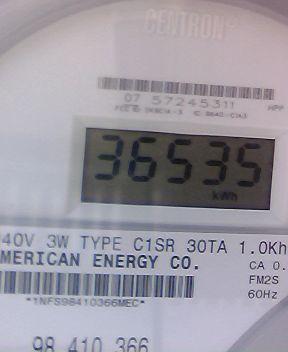 CENTRON®
07 57245311
HPP
36535
kWh
40V 3W TYPE C1SR 30TA 1.0Kh
MERICAN ENERGY CO.
CA 0.
FM2S
60Hz
*1NFS98410366MEC*
98 410 366